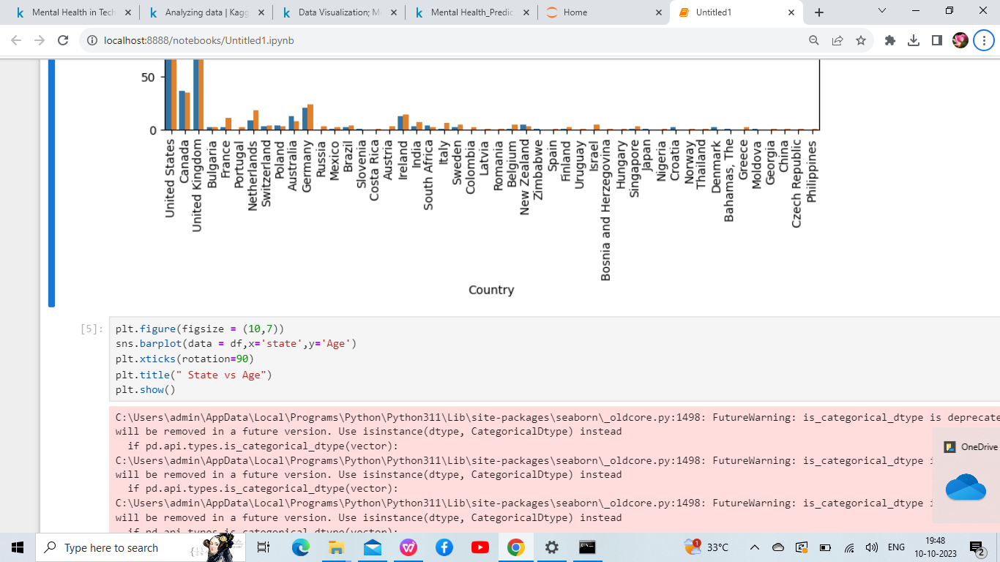 Mental Health in Tech
Analyzing data | Kagg
Data Visualization; M
Mental Health_Predic
Home
Untitled1
localhost:8888/notebooks/Untitled1.ipynb
50
0
United States
Canada
United Kingdom
Bulgaria
France
Portugal
Netherlands
Switzerland
Poland
Australia
Germany
Russia
Mexico
Brazil
Slovenia
Costa Rica
Austria
Ireland
India
South Africa
Italy
Sweden
Colombia
Latvia
Romania
Belgium
New Zealand
Zimbabwe
Spain
Finland
Uruguay
Israel
Bosnia and Herzegovina
Hungary
Singapore
Japan
Nigeria
Croatia
Norway
Thailand
Denmark
Bahamas, The
Greece
Moldova
Georgia
China
Czech Republic
Philippines
Country
[5]:
plt.figure(figsize = (10,7))
sns.barplot(data = df,x='state',y='Age')
plt.xticks(rotation=90)
plt.title(" State vs Age")
plt.show()
C:\Users\admin\AppData\Local\Programs\Python\Python311\Lib\site-packages\seaborn\_oldcore.py:1498: FutureWarning: is_categorical_dtype is deprecate
will be removed in a future version. Use isinstance(dtype, CategoricalDtype) instead
if pd.api.types.is_categorical_dtype(vector):
C:\Users\admin\AppData\Local\Programs\Python\Python311\Lib\site-packages\seaborn\_oldcore.py:1498: FutureWarning: is_categorical_dtype i
will be removed in a future version. Use isinstance(dtype, CategoricalDtype) instead
if pd.api.types.is_categorical_dtype(vector):
C:\Users\admin\AppData\Local\Programs\Python\Python311\Lib\site-packages\seaborn\_oldcore.py:1498: FutureWarning: is_categorical_dtype i
will be removed in a future version. Use isinstance(dtype, CategoricalDtype) instead
if pd.api.types.is_categorical_dtype(vector):
OneDrive
Type here to search
1
33°C
ENG
19:48
10-10-2023
2